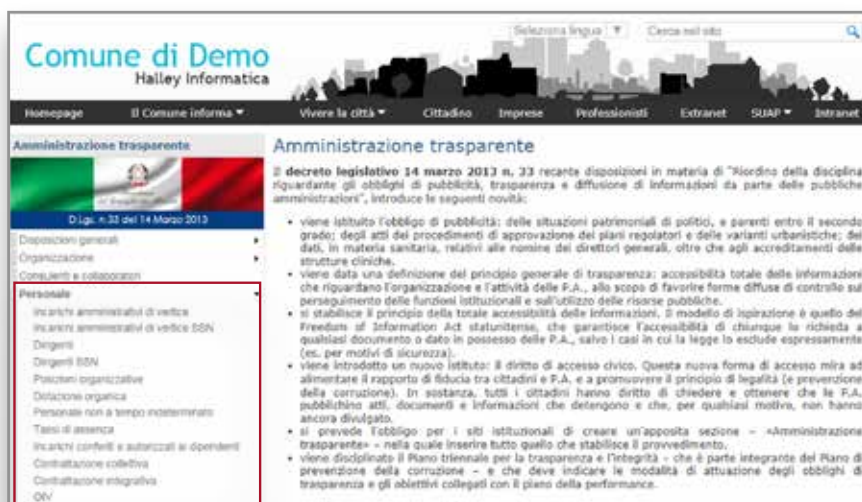 Comune di Demo
Halley Informatica
Seleziona lingua ▼
Cerca nel sito
Homepage
Il Comune informa ▼
Vivere la città ▼
Cittadino
Imprese
Professionisti
Extranet
SUAP ▼
Intranet
Amministrazione trasparente
D.Lgs. n.33 del 14 Marzo 2013
Disposizioni generali
Organizzazione
Consulenti e collaboratori
Personale
Incarichi amministrativi di vertice
Incarichi amministrativi di vertice SSN
Dirigenti
Dirigenti SSN
Posizioni organizzative
Dotazione organica
Personale non a tempo indeterminato
Tassi di assenza
Incarichi conferiti e autorizzati ai dipendenti
Contrattazione collettiva
Contrattazione integrativa
OIV
Amministrazione trasparente
Il decreto legislativo 14 marzo 2013 n. 33 recante disposizioni in materia di "Riordino della disciplina
riguardante gli obblighi di pubblicità, trasparenza e diffusione di informazioni da parte delle pubbliche
amministrazioni", introduce le seguenti novità:
• viene istituito l'obbligo di pubblicità: delle situazioni patrimoniali di politici, e parenti entro il secondo
grado; degli atti dei procedimenti di approvazione dei piani regolatori e delle varianti urbanistiche; dei
dati, in materia sanitaria, relativi alle nomine dei direttori generali, oltre che agli accreditamenti delle
strutture cliniche.
• viene data una definizione del principio generale di trasparenza: accessibilità totale delle informazioni
che riguardano l'organizzazione e l'attività delle P.A., allo scopo di favorire forme diffuse di controllo sul
perseguimento delle funzioni istituzionali e sull'utilizzo delle risorse pubbliche.
• si stabilisce il principio della totale accessibilità delle informazioni. Il modello di ispirazione è quello del
Freedom of Information Act statunitense, che garantisce l'accessibilità di chiunque lo richieda a
qualsiasi documento o dato in possesso delle P.A., salvo i casi in cui la legge lo esclude espressamente
(es. per motivi di sicurezza).
• viene introdotto un nuovo istituto: il diritto di accesso civico. Questa nuova forma di accesso mira ad
alimentare il rapporto di fiducia tra cittadini e P.A. e a promuovere il principio di legalità (e prevenzione
della corruzione). In sostanza, tutti i cittadini hanno diritto di chiedere e ottenere che le P.A.
pubblichino atti, documenti e informazioni che detengono e che, per qualsiasi motivo, non hanno
ancora divulgato.
• si prevede l'obbligo per i siti istituzionali di creare un'apposita sezione – «Amministrazione
trasparente» – nella quale inserire tutto quello che stabilisce il provvedimento.
• viene disciplinato il Piano triennale per la trasparenza e l'integrità – che è parte integrante del Piano di
prevenzione della corruzione – e che deve indicare le modalità di attuazione degli obblighi di
trasparenza e gli obiettivi collegati con il piano della performance.